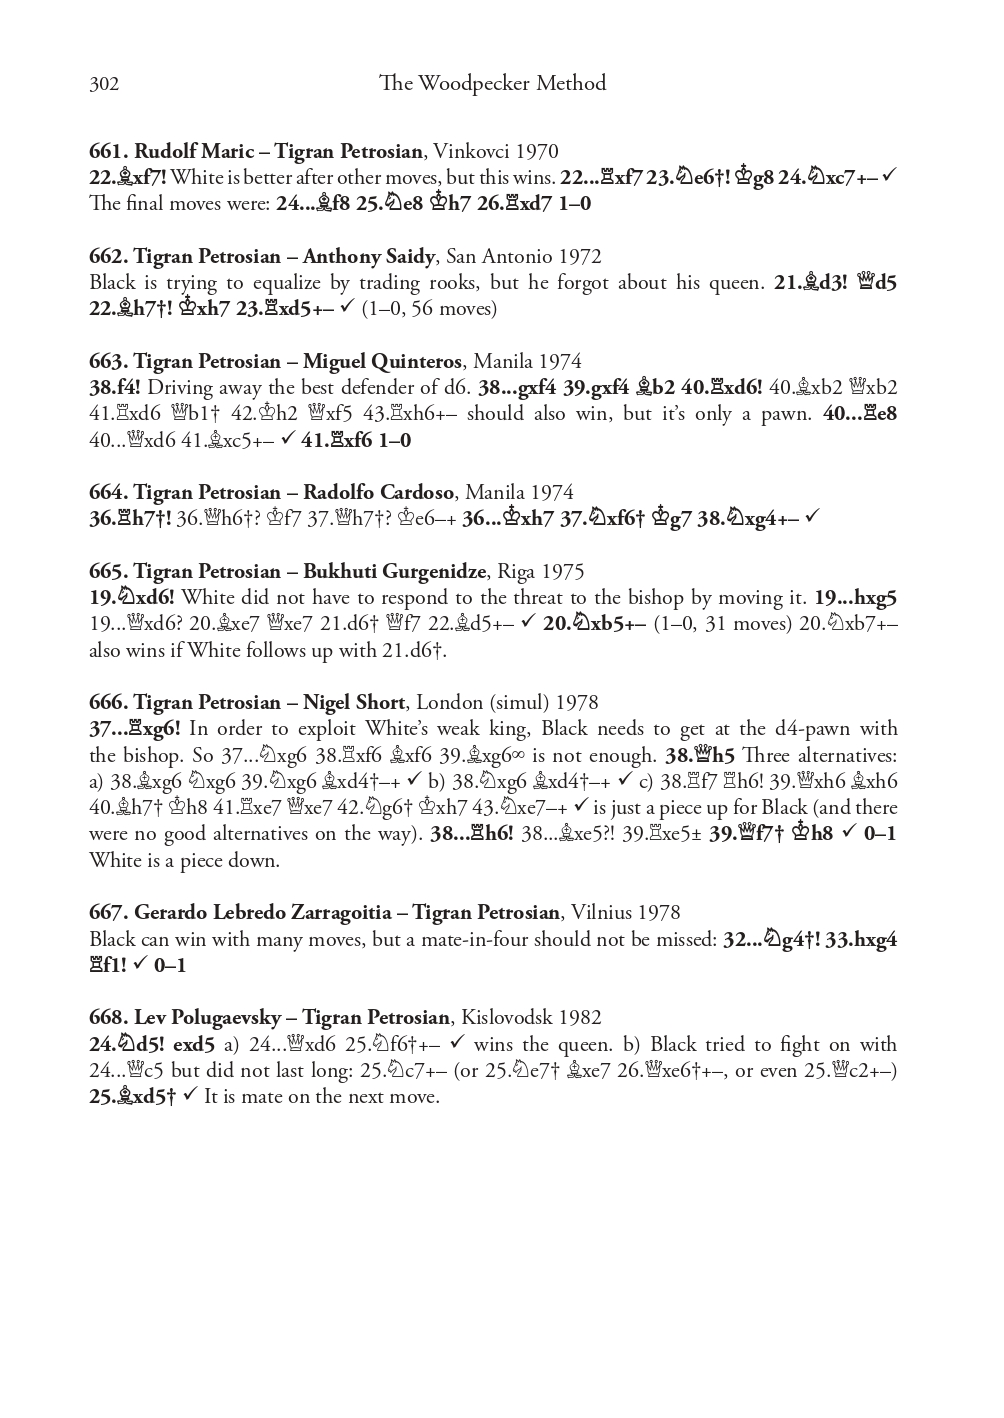 302 The Woodpecker Method
661. Rudolf Maric – Tigran Petrosian, Vinkovci 1970
22.♗xf7! White is better after other moves, but this wins. 22...♖xf7 23.♘e6†! ♔g8 24.♘xc7+– ✓
The final moves were: 24...♗f8 25.♘e8 ♔h7 26.♖xd7 1–0
662. Tigran Petrosian – Anthony Saidy, San Antonio 1972
Black is trying to equalize by trading rooks, but he forgot about his queen. 21.♗d3! ♕d5
22.♗h7†! ♔xh7 23.♖xd5+– ✓ (1–0, 56 moves)
663. Tigran Petrosian – Miguel Quinteros, Manila 1974
38.f4! Driving away the best defender of d6. 38...gxf4 39.gxf4 ♗b2 40.♖xd6! 40.♗xb2 ♕xb2
41.♖xd6 ♕b1† 42.♔h2 ♕xf5 43.♖xh6+– should also win, but it's only a pawn. 40...♖e8
40...♕xd6 41.♗xc5+– ✓ 41.♖xf6 1–0
664. Tigran Petrosian – Radolfo Cardoso, Manila 1974
36.♖h7†! 36.♕h6†? ♔f7 37.♕h7†? ♔e6–+ 36...♔xh7 37.♘xf6† ♔g7 38.♘xg4+– ✓
665. Tigran Petrosian – Bukhuti Gurgenidze, Riga 1975
19.♘xd6! White did not have to respond to the threat to the bishop by moving it. 19...hxg5
19...♕xd6? 20.♗xe7 ♕xe7 21.d6† ♕f7 22.♗d5+– ✓ 20.♘xb5+– (1–0, 31 moves) 20.♘xb7+–
also wins if White follows up with 21.d6†.
666. Tigran Petrosian – Nigel Short, London (simul) 1978
37...♖xg6! In order to exploit White's weak king, Black needs to get at the d4-pawn with
the bishop. So 37...♘xg6 38.♖xf6 ♗xf6 39.♗xg6∞ is not enough. 38.♕h5 Three alternatives:
a) 38.♗xg6 ♘xg6 39.♘xg6 ♗xd4†–+ ✓ b) 38.♘xg6 ♗xd4†–+ ✓ c) 38.♖f7 ♖h6! 39.♕xh6 ♗xh6
40.♗h7† ♔h8 41.♖xe7 ♕xe7 42.♘g6† ♔xh7 43.♘xe7–+ ✓ is just a piece up for Black (and there
were no good alternatives on the way). 38...♖h6! 38...♗xe5?! 39.♖xe5± 39.♕f7† ♔h8 ✓ 0–1
White is a piece down.
667. Gerardo Lebredo Zarragoitia – Tigran Petrosian, Vilnius 1978
Black can win with many moves, but a mate-in-four should not be missed: 32...♘g4†! 33.hxg4
♖f1! ✓ 0–1
668. Lev Polugaevsky – Tigran Petrosian, Kislovodsk 1982
24.♘d5! exd5 a) 24...♕xd6 25.♘f6†+– ✓ wins the queen. b) Black tried to fight on with
24...♕c5 but did not last long: 25.♘c7+– (or 25.♘e7† ♗xe7 26.♕xe6†+–, or even 25.♕c2+–)
25.♗xd5† ✓ It is mate on the next move.